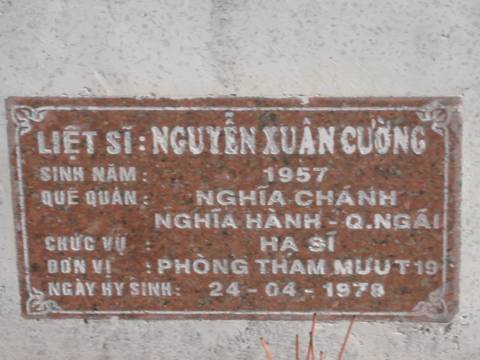 LIỆT SĨ : NGUYỄN XUÂN CƯỜNG
SINH NĂM : 1957
QUÊ QUÁN : NGHĨA CHÁNH
NGHĨA HÀNH - Q.NGÃI
CHỨC VỤ : HẠ SĨ
ĐƠN VỊ : PHÒNG THAM MƯU T19
NGÀY HY SINH : 24 - 04 - 1978